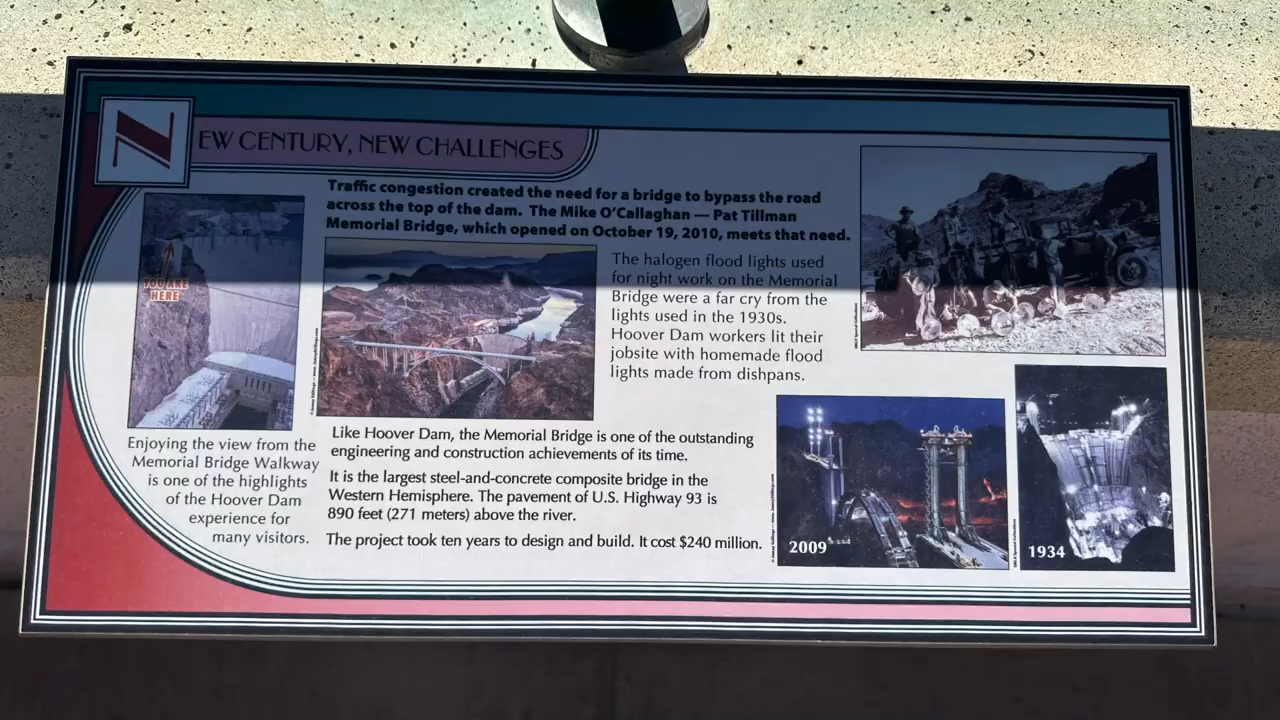 NEW CENTURY, NEW CHALLENGES
Traffic congestion created the need for a bridge to bypass the road
across the top of the dam. The Mike O'Callaghan — Pat Tillman
Memorial Bridge, which opened on October 19, 2010, meets that need.
YOU ARE
HERE
The halogen flood lights used
for night work on the Memorial
Bridge were a far cry from the
lights used in the 1930s.
Hoover Dam workers lit their
jobsite with homemade flood
lights made from dishpans.
Enjoying the view from the
Memorial Bridge Walkway
is one of the highlights
of the Hoover Dam
experience for
many visitors.
Like Hoover Dam, the Memorial Bridge is one of the outstanding
engineering and construction achievements of its time.
It is the largest steel-and-concrete composite bridge in the
Western Hemisphere. The pavement of U.S. Highway 93 is
890 feet (271 meters) above the river.
The project took ten years to design and build. It cost $240 million.
2009
1934